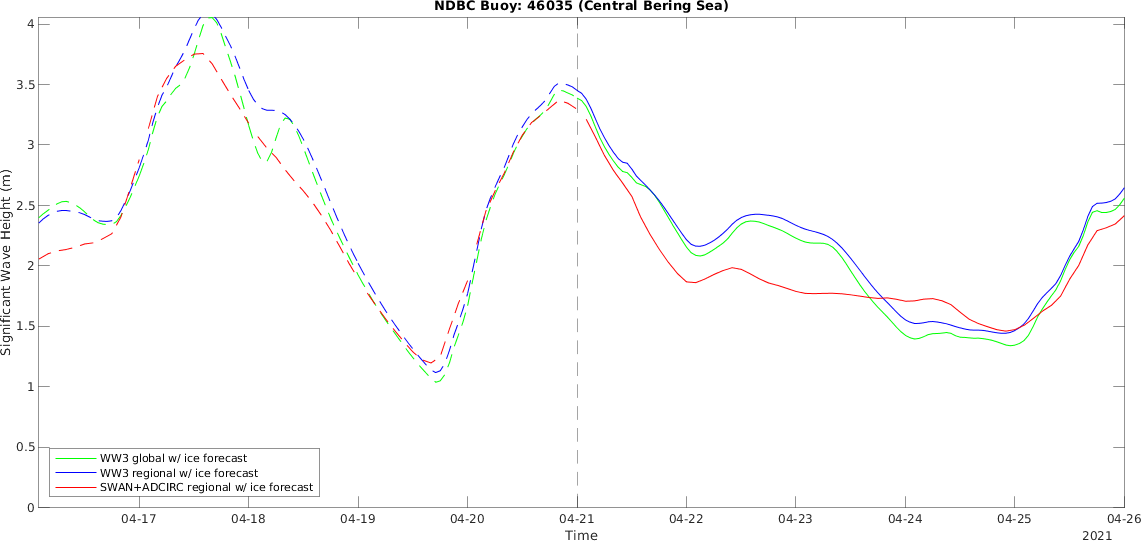 NDBC Buoy: 46035 (Central Bering Sea)
4
3.5
3
2.5
2
1.5
1
0.5
0
Significant Wave Height (m)
WW3 global w/ ice forecast
WW3 regional w/ ice forecast
SWAN+ADCIRC regional w/ ice forecast
04-17 04-18 04-19 04-20 04-21 04-22 04-23 04-24 04-25 04-26
Time
2021